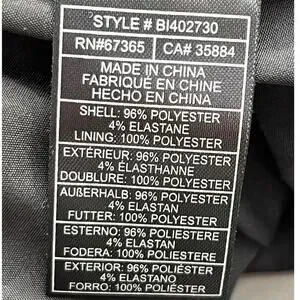 STYLE # BI402730
RN#67365 CA# 35884
MADE IN CHINA
FABRIQUÉ EN CHINE
HECHO EN CHINA
SHELL: 96% POLYESTER
4% ELASTANE
LINING: 100% POLYESTER
EXTÉRIEUR: 96% POLYESTER
4% ÉLASTHANNE
DOUBLURE: 100% POLYESTER
AUßERHALB: 96% POLYESTER
4% ELASTAN
FUTTER: 100% POLYESTER
ESTERNO: 96% POLIESTERE
4% ELASTAN
FODERA: 100% POLIESTERE
EXTERIOR: 96% POLIÉSTER
4% ELASTANO
FORRO: 100% POLIÉSTER